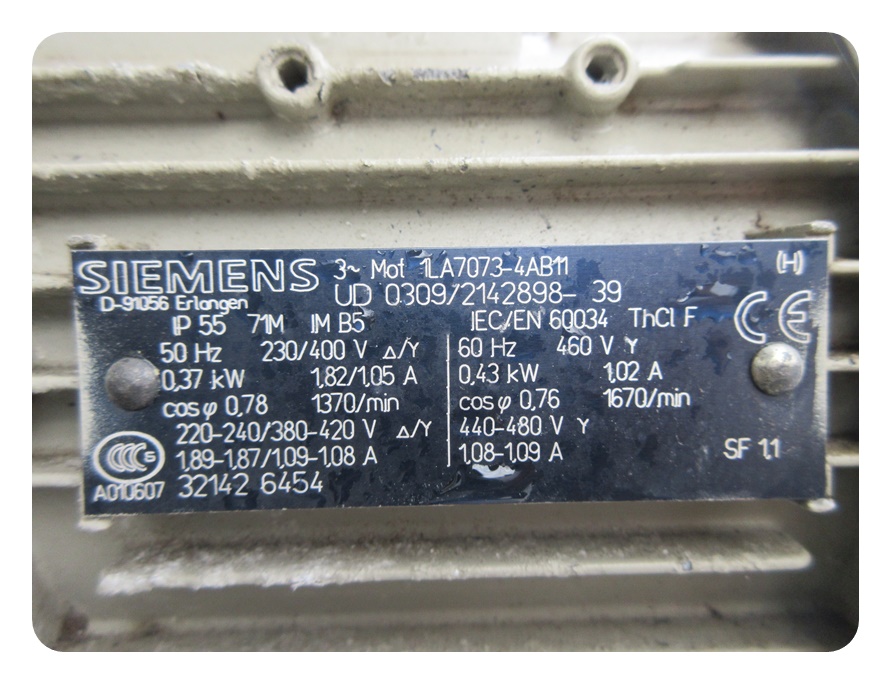 SIEMENS 3~ Mot 1LA7073-4AB11 (H)
D-91056 Erlangen UD 0309/2142898- 39
IP 55 71M IM B5 IEC/EN 60034 ThCl F CE
50 Hz 230/400 V △/Y 60 Hz 460 V Y
0,37 kW 1,82/1,05 A 0,43 kW 1,02 A
cosφ 0,78 1370/min cosφ 0,76 1670/min
220-240/380-420 V △/Y 440-480 V Y
1,89-1,87/1,09-1,08 A 1,08-1,09 A SF 1,1
CCC S
A010607 32142 6454